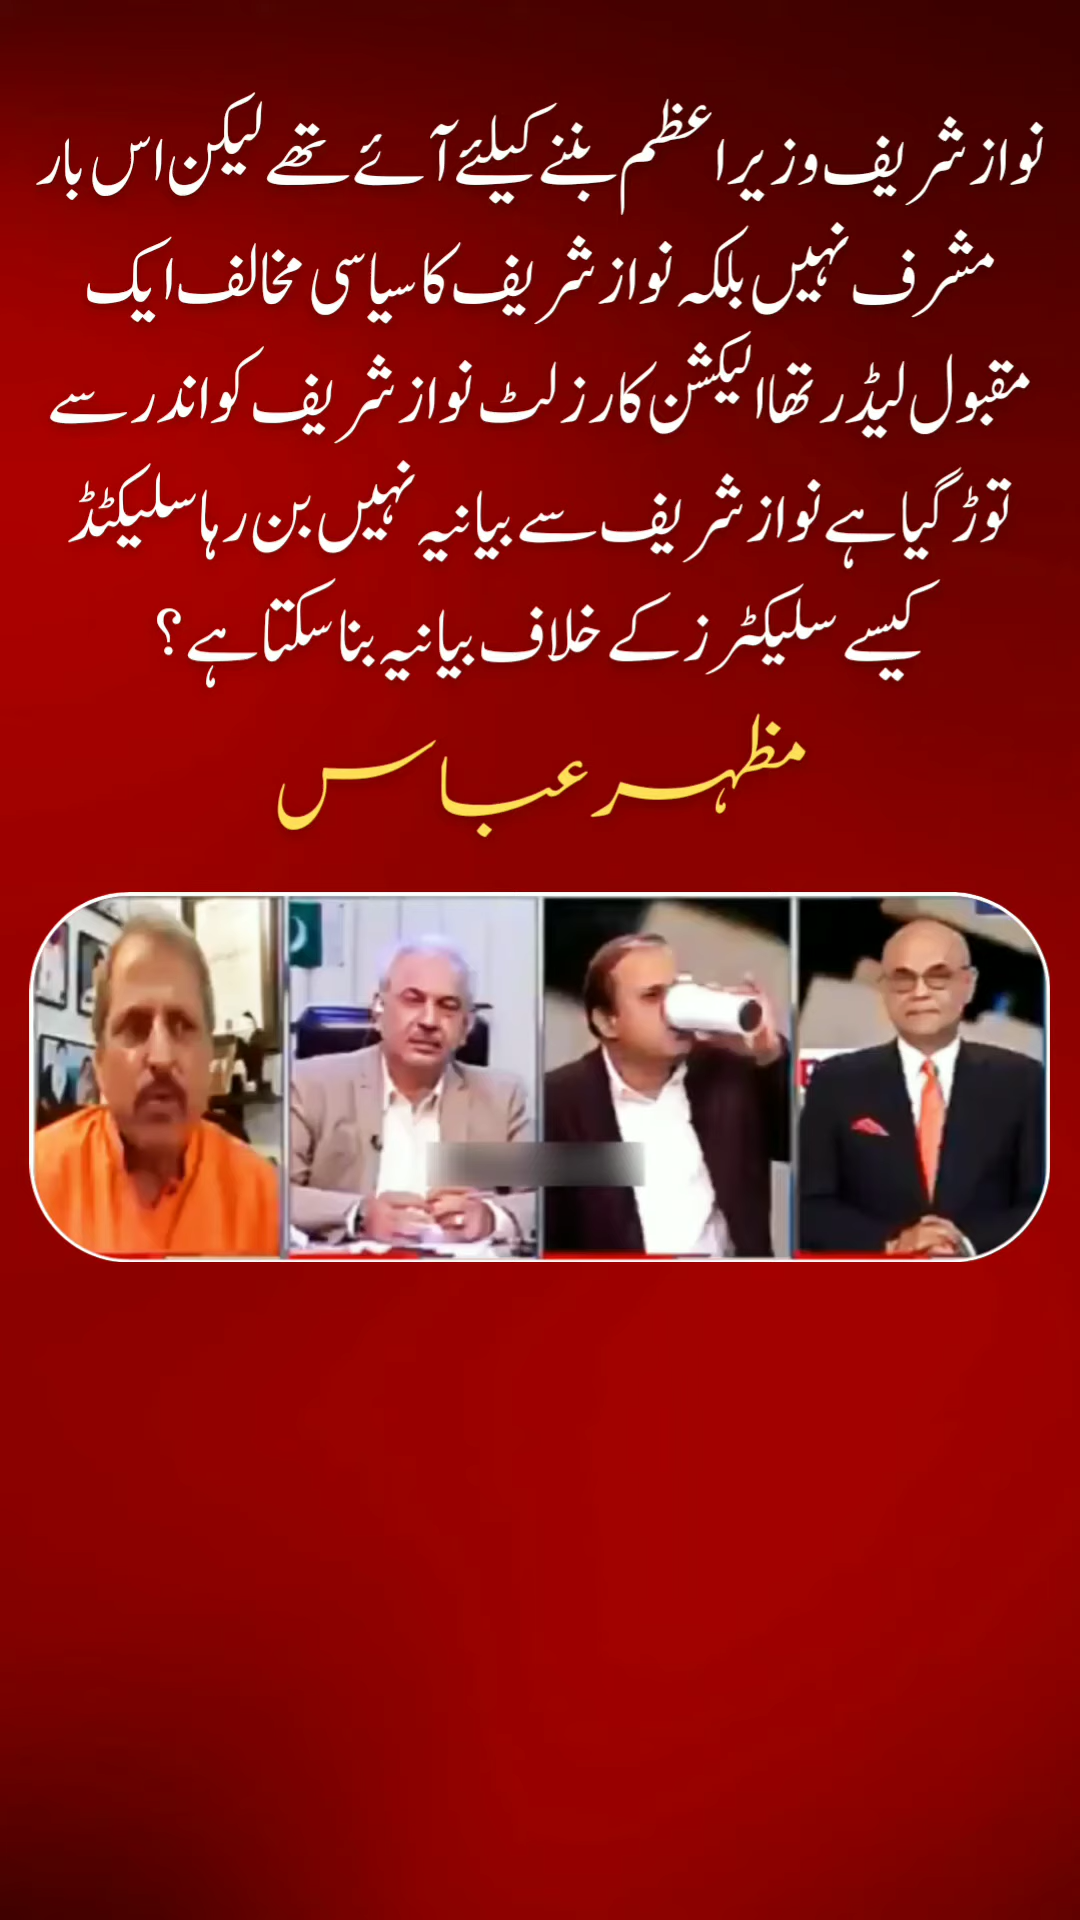 نواز شریف وزیر اعظم بننے کیلئے آئے تھے لیکن اس بار
مشرف نہیں بلکہ نواز شریف کا سیاسی مخالف ایک
مقبول لیڈر تھا الیکشن کا رزلٹ نواز شریف کو اندر سے
توڑ گیا ہے نواز شریف سے بیانیہ نہیں بن رہا سلیکٹڈ
کیسے سلیکٹرز کے خلاف بیانیہ بنا سکتا ہے ؟
مظہر عباس